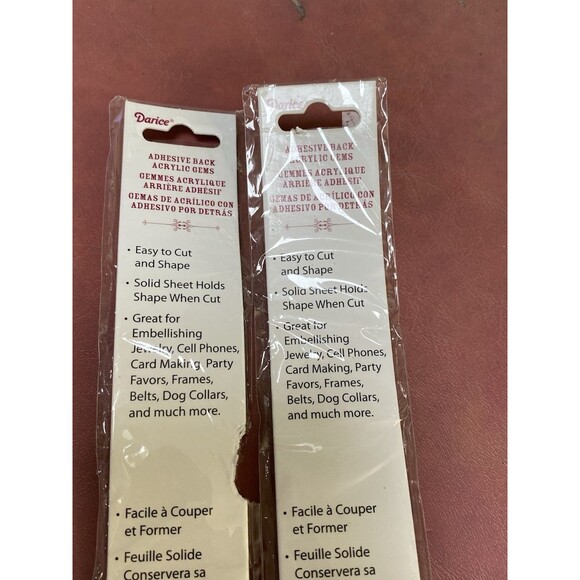 Darice®
ADHESIVE BACK
ACRYLIC GEMS
GEMMES ACRYLIQUE
ARRIÈRE ADHÉSIF
GEMAS DE ACRÍLICO CON
ADHESIVO POR DETRÁS
• Easy to Cut
and Shape
• Solid Sheet Holds
Shape When Cut
• Great for
Embellishing
Jewelry, Cell Phones,
Card Making, Party
Favors, Frames,
Belts, Dog Collars,
and much more.
• Facile à Couper
et Former
• Feuille Solide
Conservera sa
Darice
ADHESIVE BACK
ACRYLIC GEMS
GEMMES ACRYLIQUE
ARRIÈRE ADHÉSIF
GEMAS DE ACRÍLICO CON
ADHESIVO POR DETRÁS
• Easy to Cut
and Shape
• Solid Sheet Holds
Shape When Cut
• Great for
Embellishing
Jewelry, Cell Phones,
Card Making, Party
Favors, Frames,
Belts, Dog Collars,
and much more.
• Facile à Couper
et Former
• Feuille Solide
Conservera sa